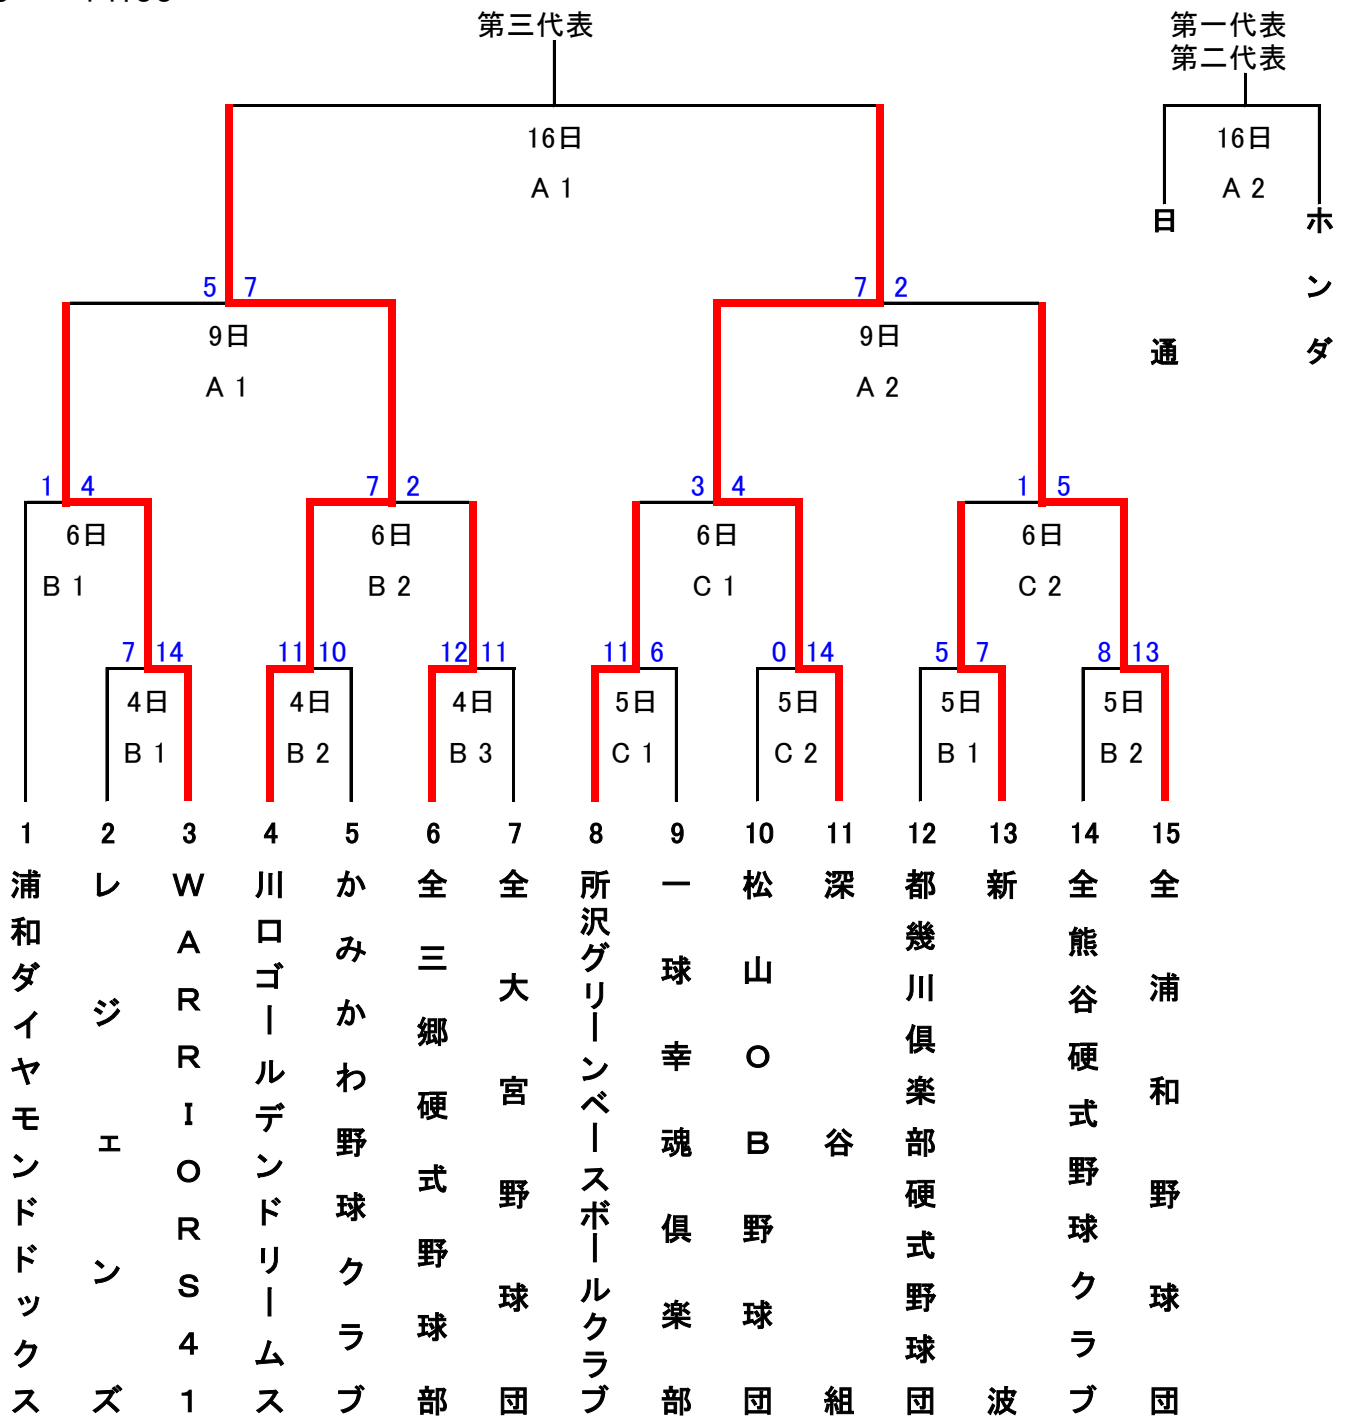 第三代表
第一代表
第二代表
16日
A 1
16日
A 2
日通
ホンダ
5 7
7 2
9日
A 1
9日
A 2
1 4
7 2
3 4
1 5
6日
B 1
6日
B 2
6日
C 1
6日
C 2
7 14
11 10
12 11
11 6
0 14
5 7
8 13
4日
B 1
4日
B 2
4日
B 3
5日
C 1
5日
C 2
5日
B 1
5日
B 2
1 浦和ダイヤモンドドックス
2 レジェンズ
3 WARRIORS41
4 川口ゴールデンドリームス
5 かみかわ野球クラブ
6 全三郷硬式野球部
7 全大宮野球団
8 所沢グリーンベースボールクラブ
9 一球幸魂倶楽部
10 松山OB野球団
11 深谷組
12 都幾川倶楽部硬式野球団
13 新波
14 全熊谷硬式野球クラブ
15 全浦和野球団